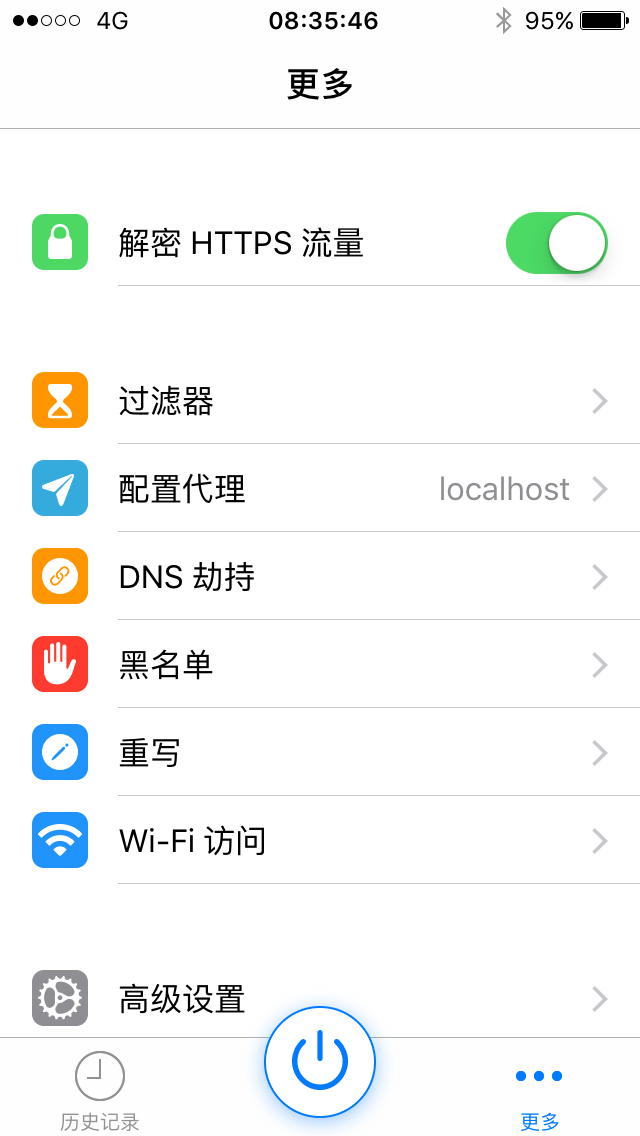 4G 08:35:46 95%
更多
解密 HTTPS 流量
过滤器
配置代理 localhost
DNS 劫持
黑名单
重写
Wi-Fi 访问
高级设置
历史记录 更多